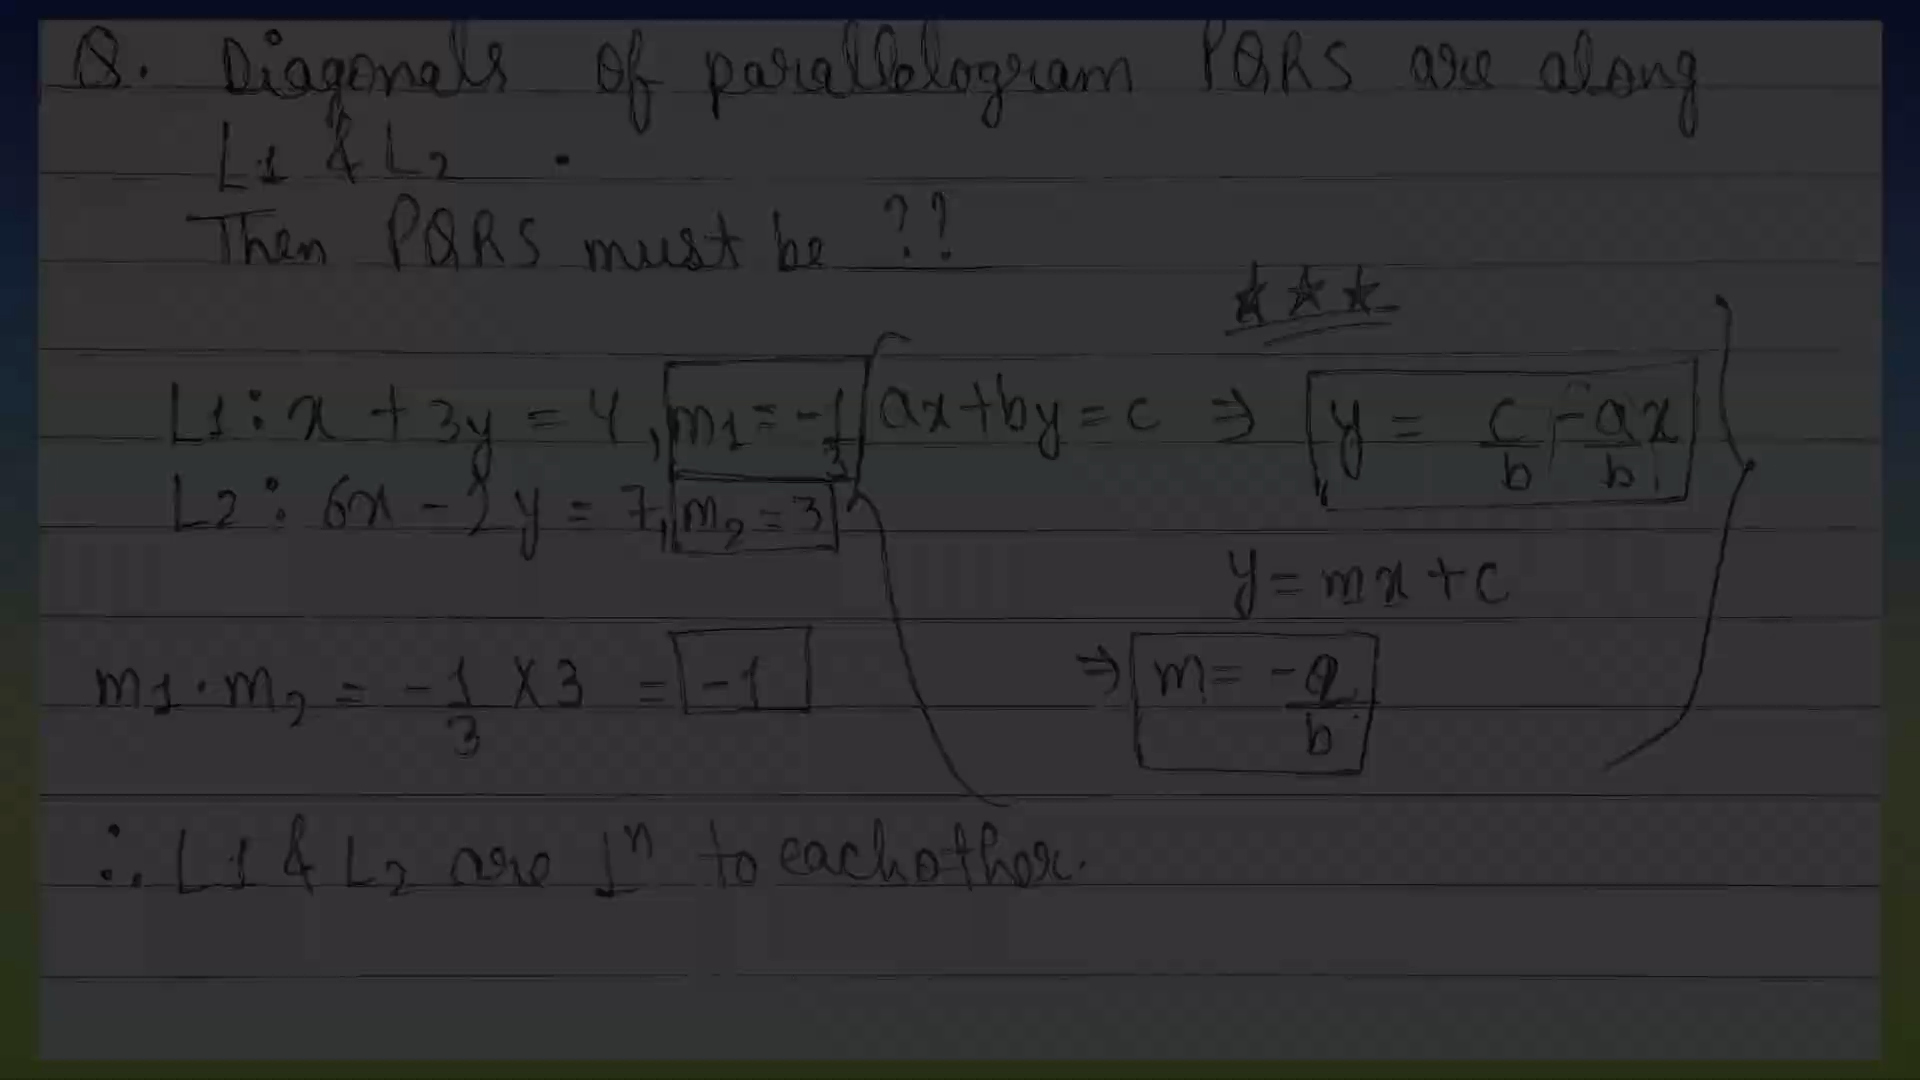 Q. Diagonals of parallelogram PQRS are along
L1 & L2 .
Then PQRS must be ??
L1: x + 3y = 4, m1 = -1/3
ax + by = c ⇒ y = c/b - ax/b
L2: 6x - 2y = 7, m2 = 3
y = mx + c
m1 · m2 = -1/3 × 3 = -1
⇒ m = -a/b
∴ L1 & L2 are ⊥n to eachother.